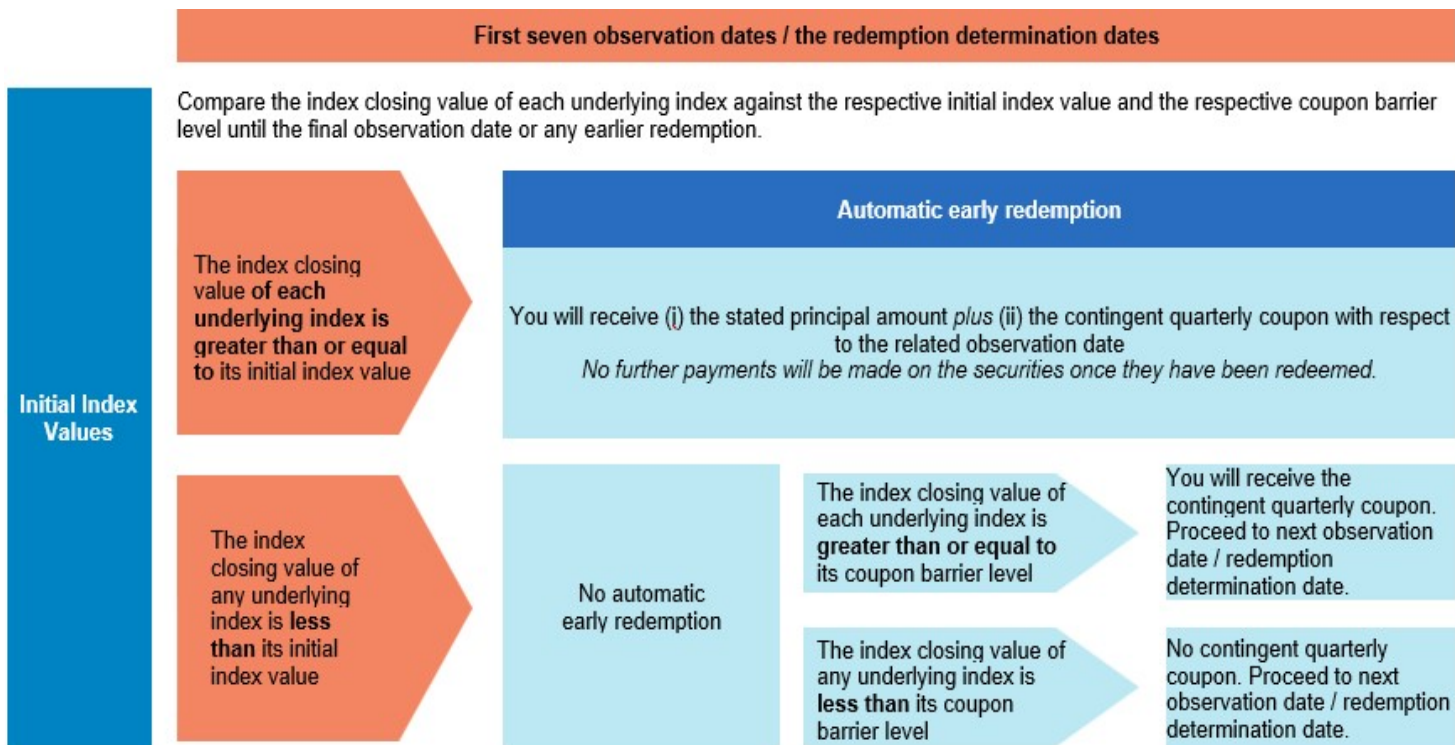 First seven observation dates / the redemption determination dates
Compare the index closing value of each underlying index against the respective initial index value and the respective coupon barrier
level until the final observation date or any earlier redemption.
Initial Index
Values
The index closing
value of each
underlying index is
greater than or equal
to its initial index value
Automatic early redemption
You will receive (i) the stated principal amount plus (ii) the contingent quarterly coupon with respect
to the related observation date
No further payments will be made on the securities once they have been redeemed.
The index
closing value of
any underlying
index is less
than its initial
index value
No automatic
early redemption
The index closing value of
each underlying index is
greater than or equal to
its coupon barrier level
You will receive the
contingent quarterly coupon.
Proceed to next observation
date / redemption
determination date.
The index closing value of
any underlying index is
less than its coupon
barrier level
No contingent quarterly
coupon. Proceed to next
observation date / redemption
determination date.